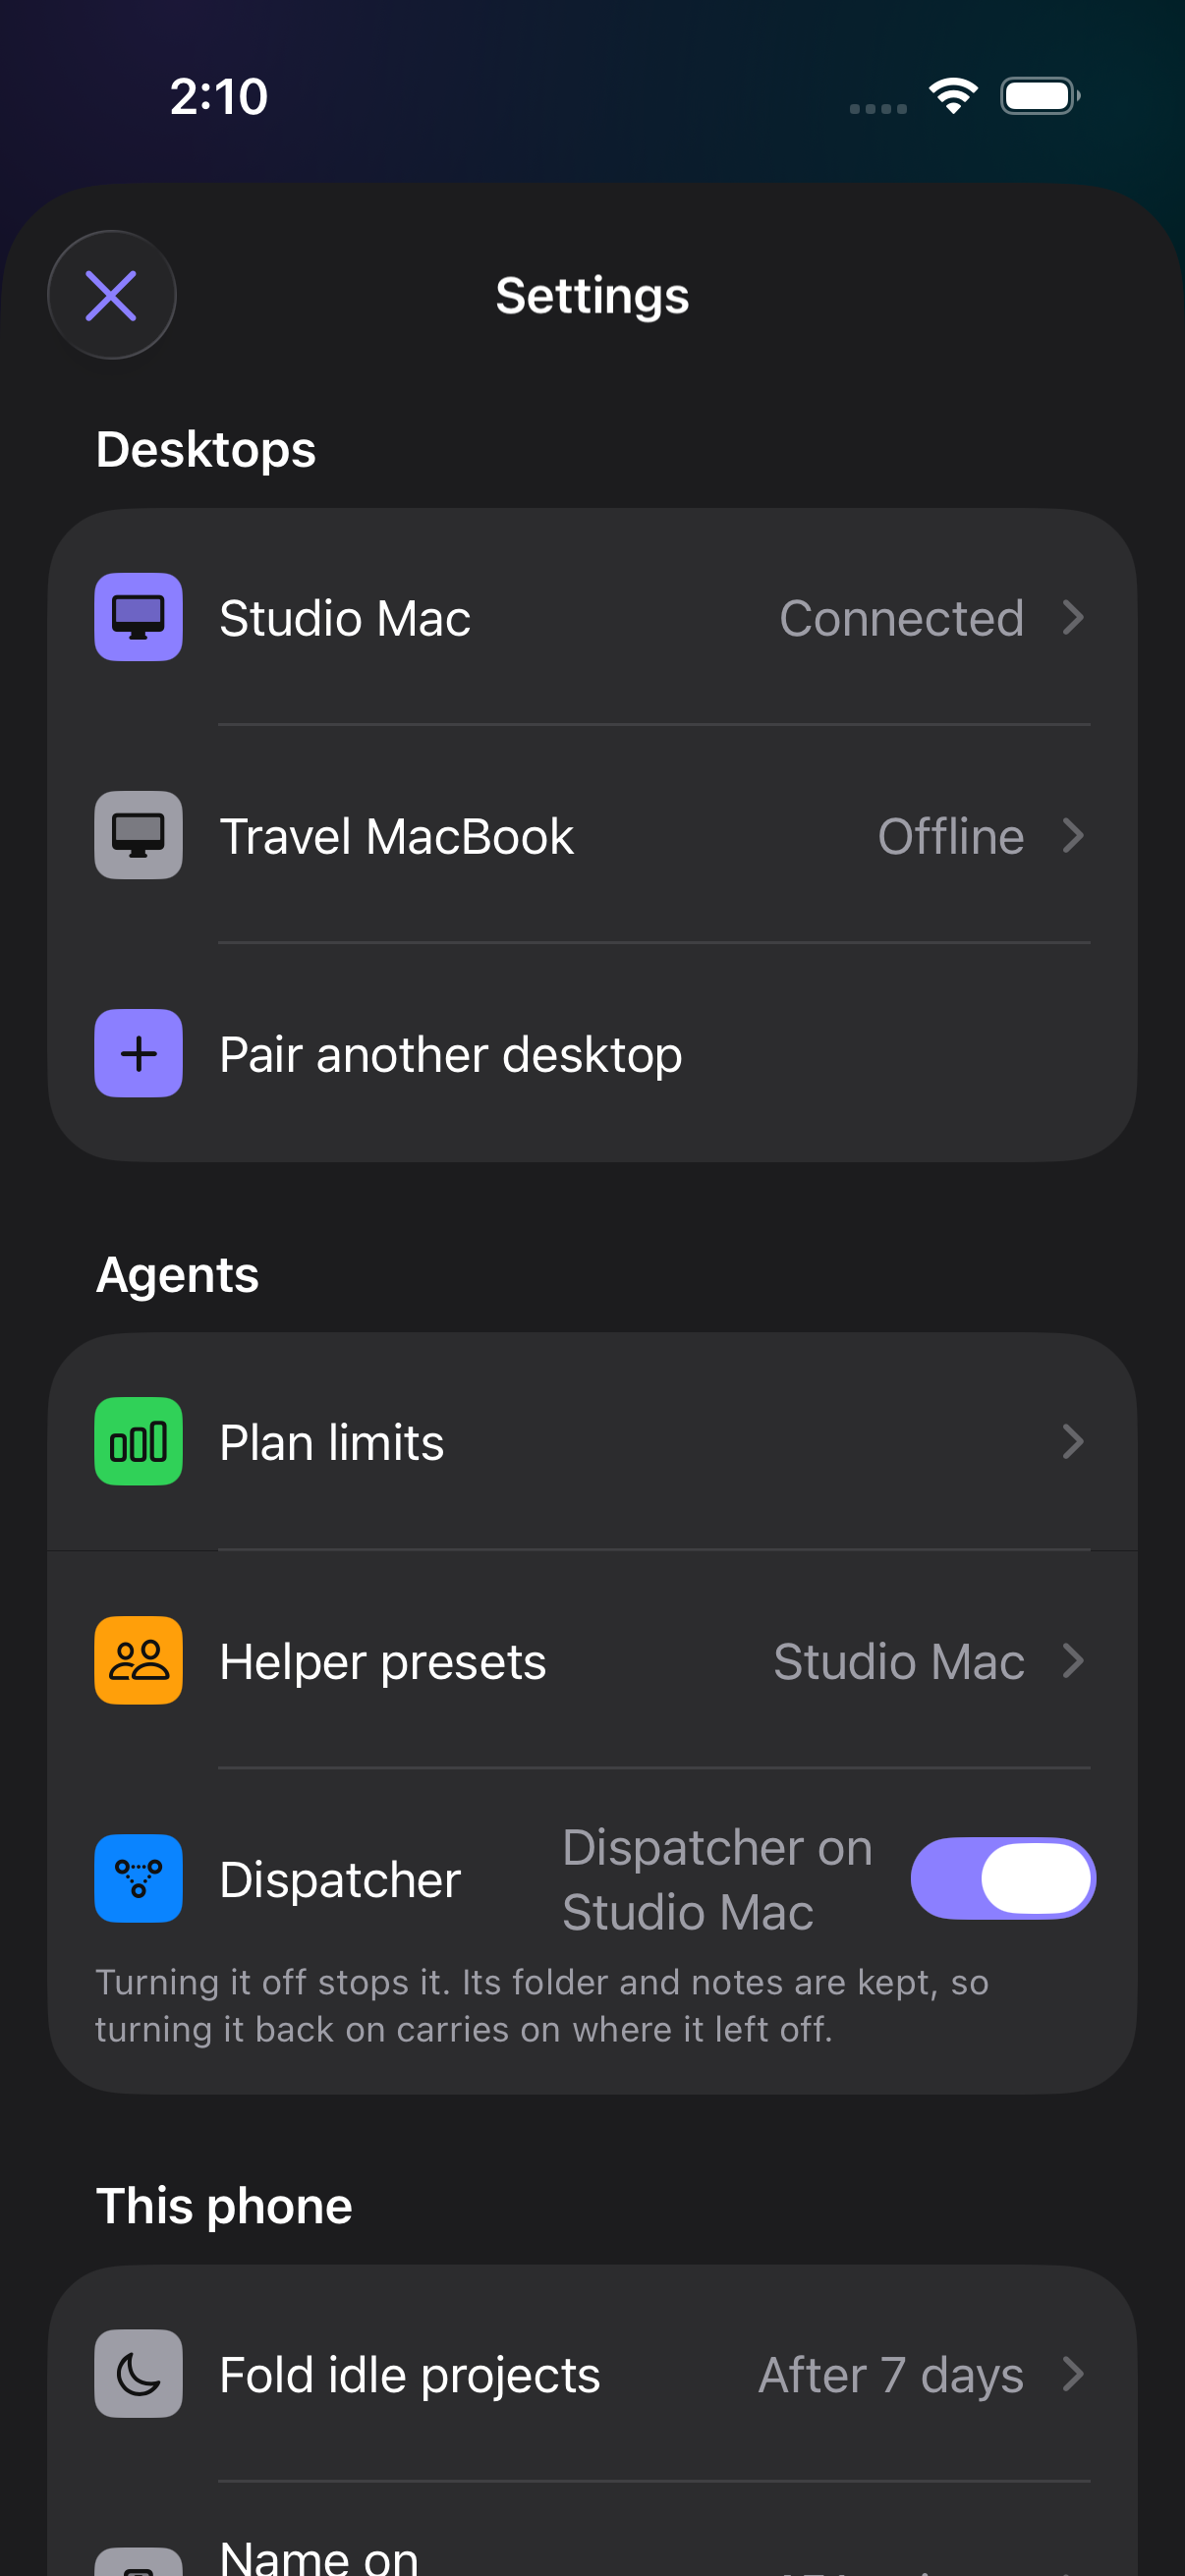 2:10
Settings
Desktops
Studio Mac Connected
Travel MacBook Offline
Pair another desktop
Agents
Plan limits
Helper presets Studio Mac
Dispatcher Dispatcher on
Studio Mac
Turning it off stops it. Its folder and notes are kept, so
turning it back on carries on where it left off.
This phone
Fold idle projects After 7 days
Name on